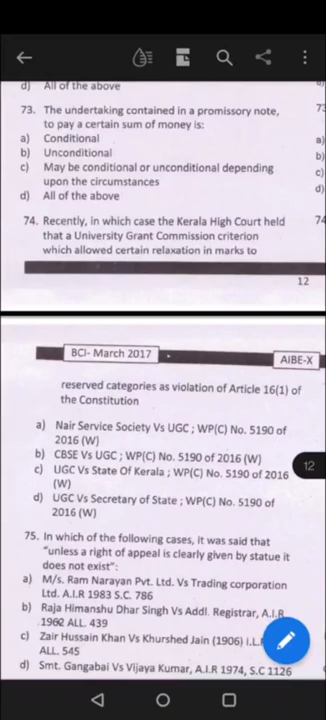 d) All of the above
73. The undertaking contained in a promissory note,
to pay a certain sum of money is:
a) Conditional
b) Unconditional
c) May be conditional or unconditional depending
upon the circumstances
d) All of the above
74. Recently, in which case the Kerala High Court held
that a University Grant Commission criterion
which allowed certain relaxation in marks to
12
BCI- March 2017
AIBE-X
reserved categories as violation of Article 16(1) of
the Constitution
a) Nair Service Society Vs UGC ; WP(C) No. 5190 of
2016 (W)
b) CBSE Vs UGC ; WP(C) No. 5190 of 2016 (W)
c) UGC Vs State Of Kerala ; WP(C) No. 5190 of 2016
(W)
d) UGC Vs Secretary of State ; WP(C) No. 5190 of
2016 (W)
12
75. In which of the following cases, it was said that
"unless a right of appeal is clearly given by statue it
does not exist":
a) M/s. Ram Narayan Pvt. Ltd. Vs Trading corporation
Ltd. A.I.R 1983 S.C. 786
b) Raja Himanshu Dhar Singh Vs Addl. Registrar, A.I.R
1962 ALL. 439
c) Zair Hussain Khan Vs Khurshed Jain (1906) I.L.
ALL. 545
d) Smt. Gangabai Vs Vijaya Kumar, A.I.R 1974, S.C 1126
73
a)
b)
c)
d)
74